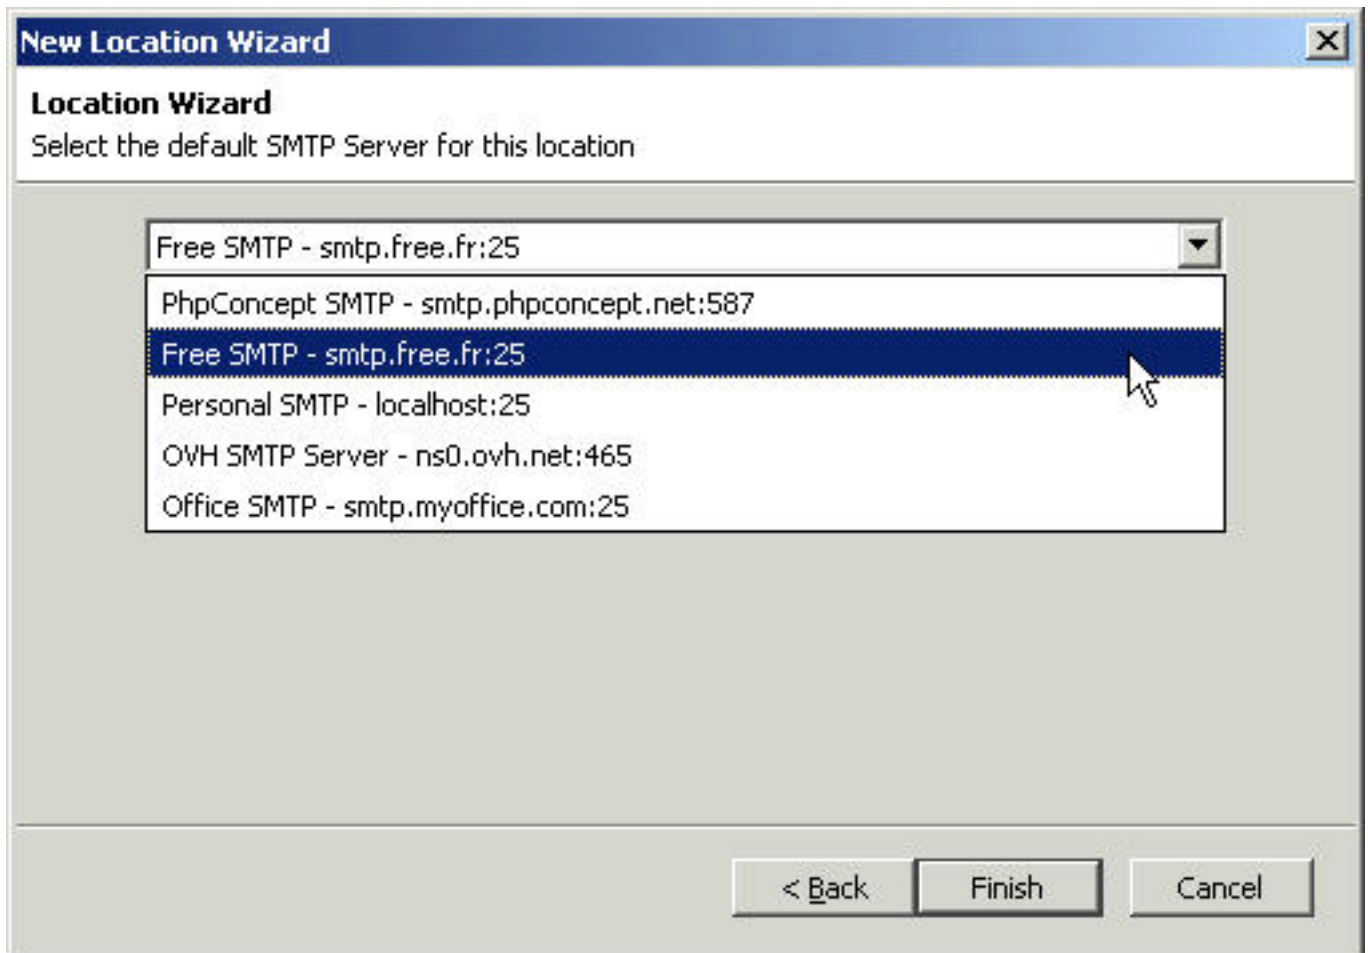 New Location Wizard
Location Wizard
Select the default SMTP Server for this location
Free SMTP - smtp.free.fr:25
PhpConcept SMTP - smtp.phpconcept.net:587
Free SMTP - smtp.free.fr:25
Personal SMTP - localhost:25
OVH SMTP Server - ns0.ovh.net:465
Office SMTP - smtp.myoffice.com:25
< Back Finish Cancel